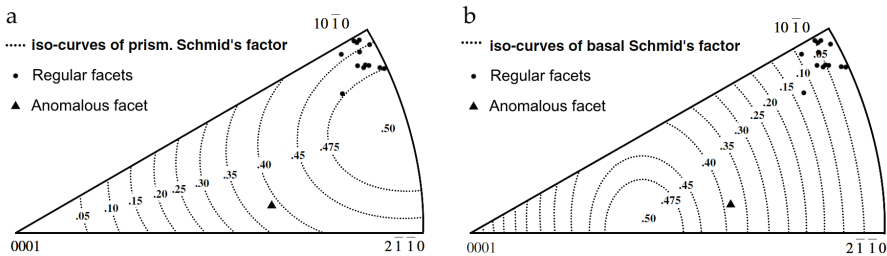 a
10 1̅ 0
iso-curves of prism. Schmid's factor
Regular facets
Anomalous facet
.05
.10
.15
.20
.25
.30
.35
.40
.45
.475
.50
0001
2 1̅ 1̅ 0
b
10 1̅ 0
iso-curves of basal Schmid's factor
Regular facets
Anomalous facet
.05
.10
.15
.20
.25
.30
.35
.40
.45
.475
.50
0001
2 1̅ 1̅ 0